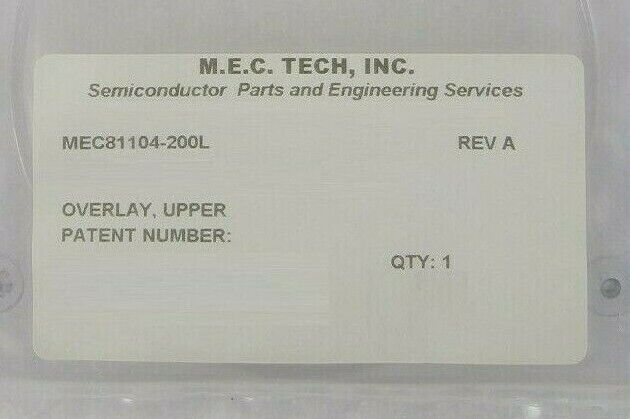 M.E.C. TECH, INC.
Semiconductor Parts and Engineering Services
MEC81104-200L REV A
OVERLAY, UPPER
PATENT NUMBER:
QTY: 1